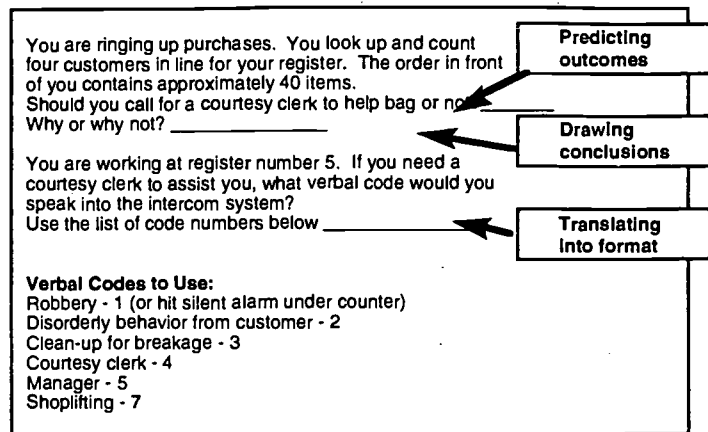 You are ringing up purchases. You look up and count
four customers in line for your register. The order in front
of you contains approximately 40 items.
Should you call for a courtesy clerk to help bag or no
Why or why not?
You are working at register number 5. If you need a
courtesy clerk to assist you, what verbal code would you
speak into the intercom system?
Use the list of code numbers below
Verbal Codes to Use:
Robbery - 1 (or hit silent alarm under counter)
Disorderly behavior from customer - 2
Clean-up for breakage - 3
Courtesy clerk - 4
Manager - 5
Shoplifting - 7
Predicting
outcomes
Drawing
conclusions
Translating
into format